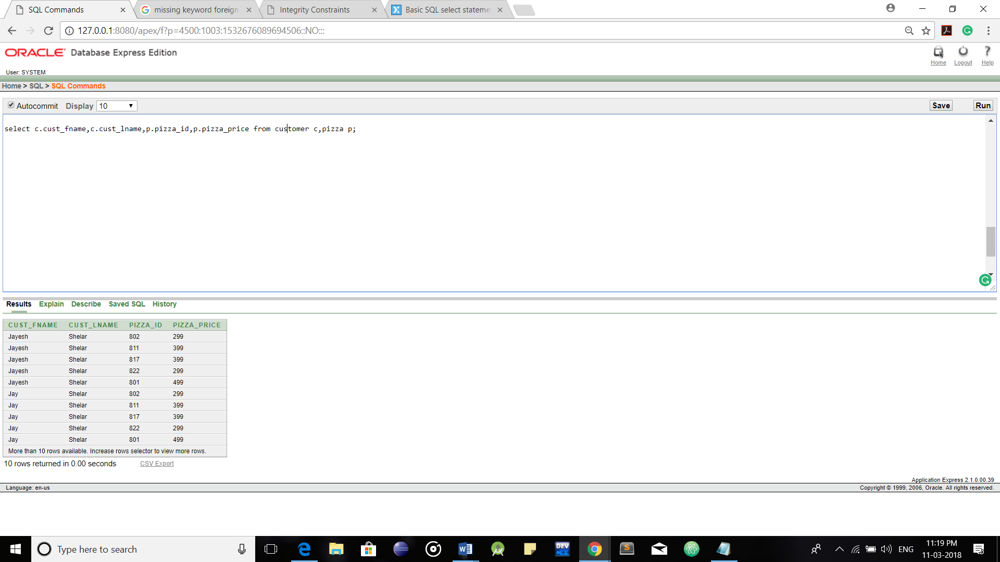 SQL Commands
missing keyword foreign
Integrity Constraints
Basic SQL select stateme
127.0.0.1:8080/apex/f?p=4500:1003:1532676089694506::NO:::
ORACLE Database Express Edition
Home Logout Help
User: SYSTEM
Home > SQL > SQL Commands
Autocommit Display 10 Save Run
select c.cust_fname,c.cust_lname,p.pizza_id,p.pizza_price from customer c,pizza p;
Results Explain Describe Saved SQL History
CUST_FNAME CUST_LNAME PIZZA_ID PIZZA_PRICE
Jayesh Shelar 802 299
Jayesh Shelar 811 399
Jayesh Shelar 817 399
Jayesh Shelar 822 299
Jayesh Shelar 801 499
Jay Shelar 802 299
Jay Shelar 811 399
Jay Shelar 817 399
Jay Shelar 822 299
Jay Shelar 801 499
More than 10 rows available. Increase rows selector to view more rows.
10 rows returned in 0.00 seconds CSV Export
Application Express 2.1.0.00.39
Language: en-us Copyright © 1999, 2006, Oracle. All rights reserved.
Type here to search
DEV C++
ENG
11:19 PM
11-03-2018